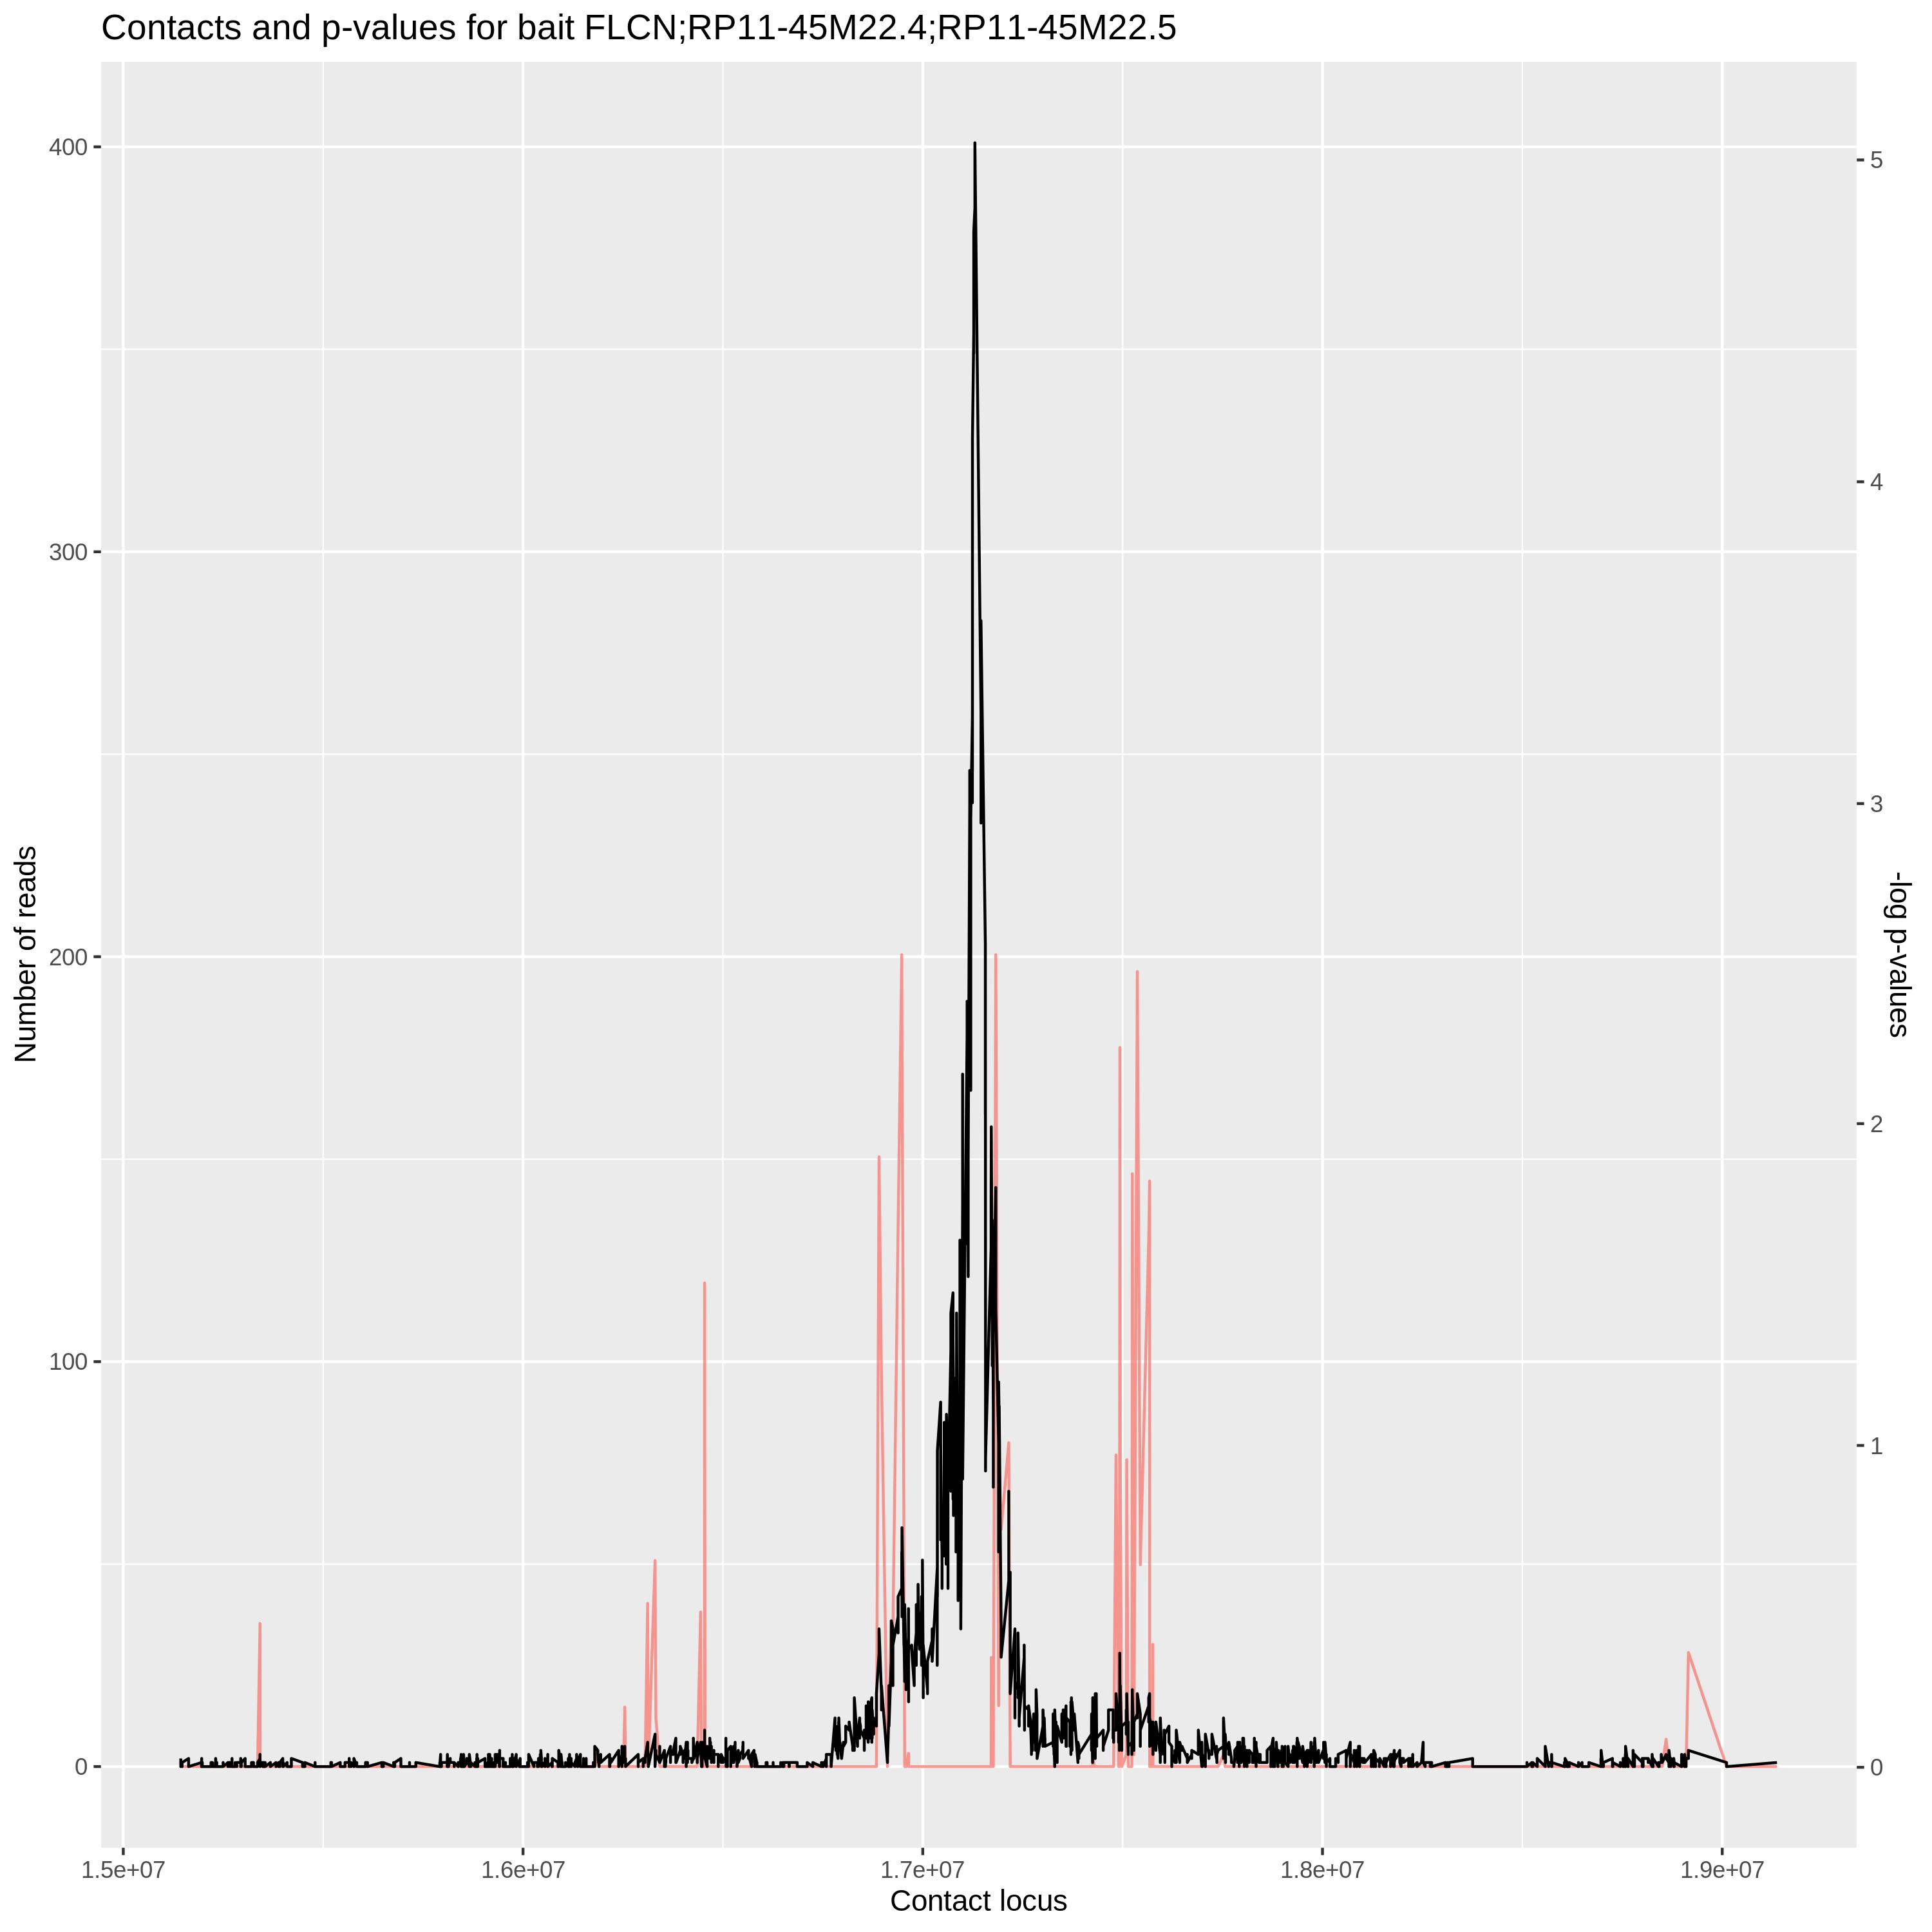 Contacts and p-values for bait FLCN;RP11-45M22.4;RP11-45M22.5
400
300
200
100
0
Number of reads
5
4
3
2
1
0
-log p-values
1.5e+07
1.6e+07
1.7e+07
1.8e+07
1.9e+07
Contact locus